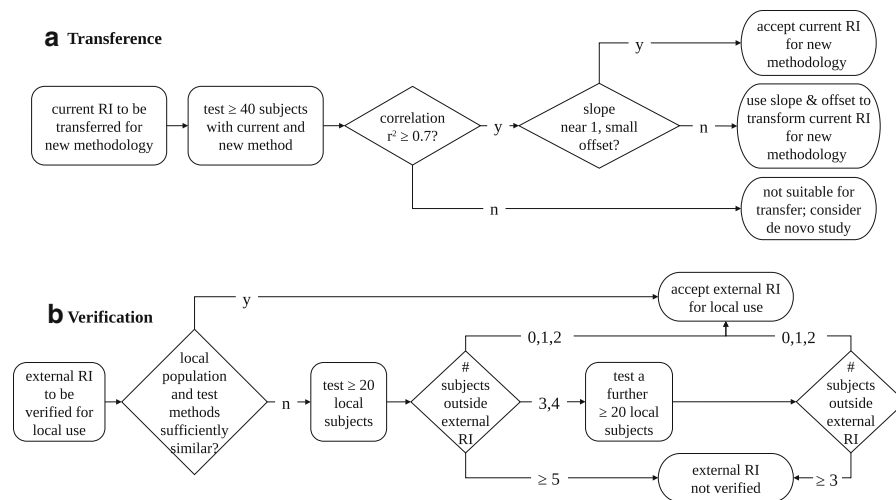 a Transference
current RI to be
transferred for
new methodology
test ≥ 40 subjects
with current and
new method
correlation
r² ≥ 0.7?
y
slope
near 1, small
offset?
y
accept current RI
for new
methodology
n
use slope & offset to
transform current RI
for new
methodology
n
not suitable for
transfer; consider
de novo study
b Verification
external RI
to be
verified for
local use
local
population
and test
methods
sufficiently
similar?
y
accept external RI
for local use
n
test ≥ 20
local
subjects
#
subjects
outside
external
RI
0,1,2
3,4
≥ 5
test a
further
≥ 20 local
subjects
#
subjects
outside
external
RI
0,1,2
≥ 3
external RI
not verified